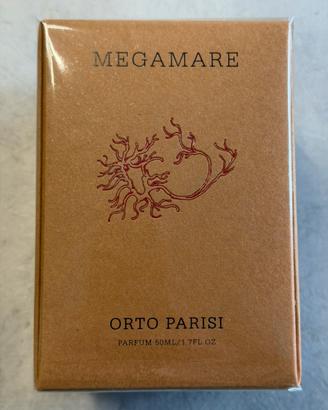 MEGAMARE
ORTO PARISI
PARFUM 50ML/1.7FL.OZ